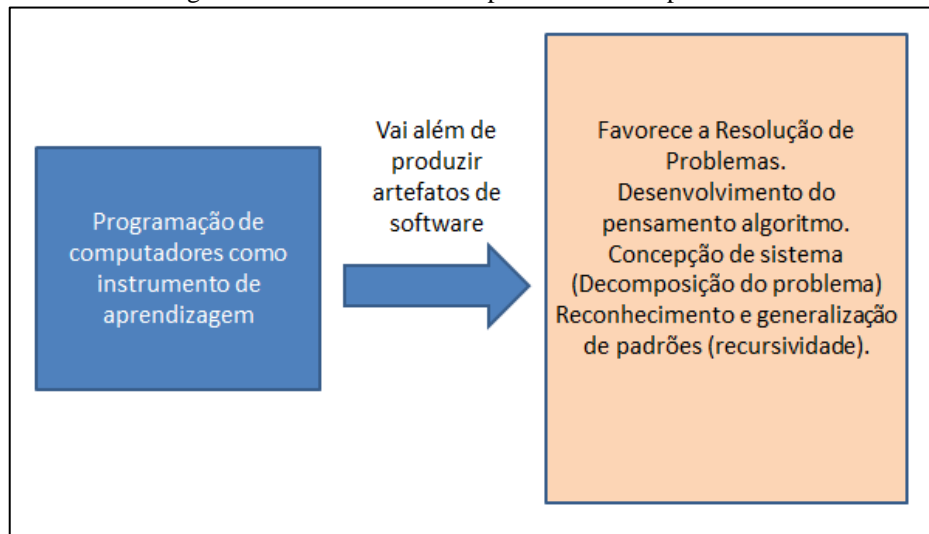 Programação de
computadores como
instrumento de
aprendizagem
Vai além de
produzir
artefatos de
software
Favorece a Resolução de
Problemas.
Desenvolvimento do
pensamento algoritmo.
Concepção de sistema
(Decomposição do problema)
Reconhecimento e generalização
de padrões (recursividade).